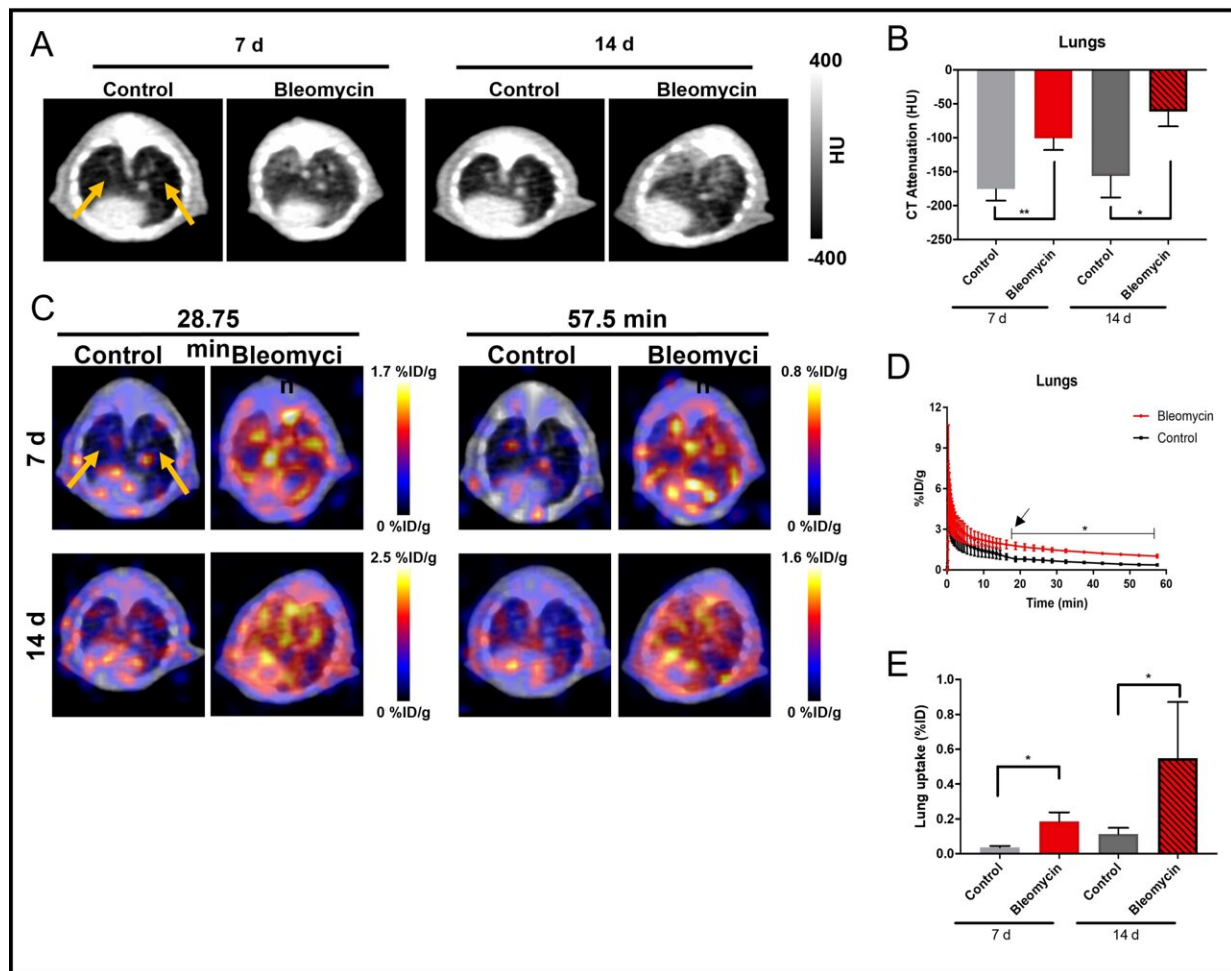 A
7 d
14 d
Control
Bleomycin
Control
Bleomycin
400
HU
-400
B
Lungs
CT Attenuation (HU)
0
-50
-100
-150
-200
-250
**
*
Control
Bleomycin
Control
Bleomycin
7 d
14 d
C
28.75
min
57.5 min
Control
Bleomyci
n
Control
Bleomyci
n
7 d
1.7 %ID/g
0 %ID/g
0.8 %ID/g
0 %ID/g
14 d
2.5 %ID/g
0 %ID/g
1.6 %ID/g
0 %ID/g
D
Lungs
%ID/g
12
9
6
3
0
Bleomycin
Control
*
0 10 20 30 40 50 60
Time (min)
E
Lung uptake (%ID)
1.0
0.8
0.6
0.4
0.2
0.0
*
*
Control
Bleomycin
Control
Bleomycin
7 d
14 d